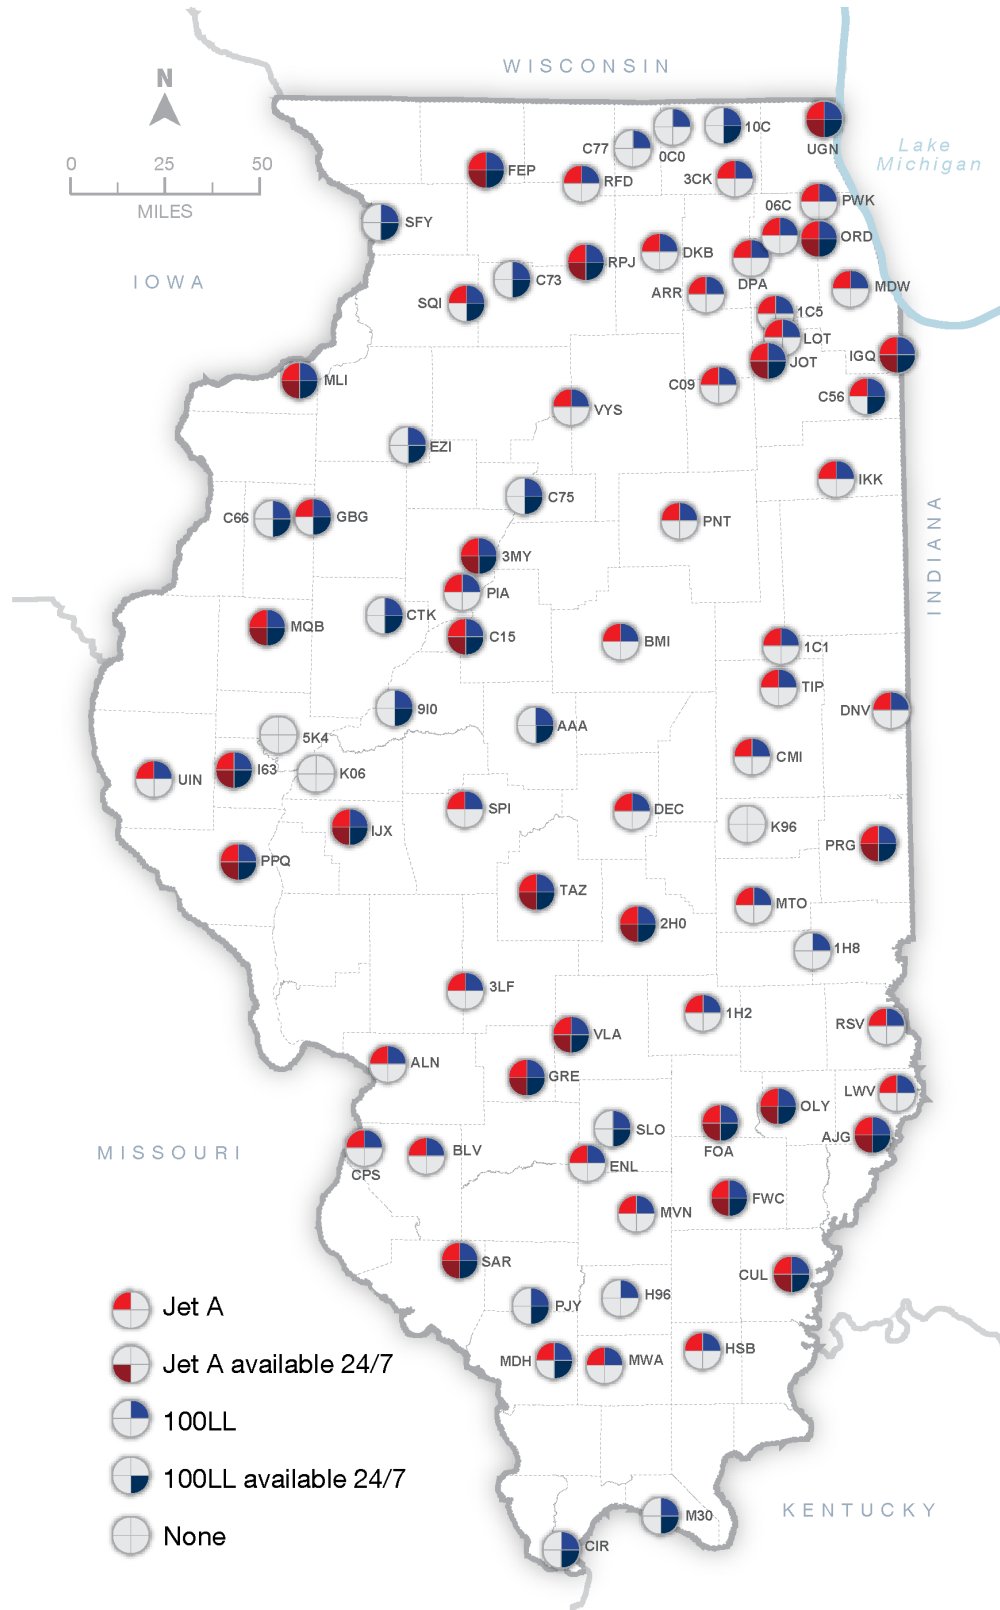 WISCONSIN
N
0 25 50
MILES
Lake
Michigan
10C
UGN
C77
0C0
FEP
RFD
3CK
PWK
06C
SFY
ORD
DKB
RPJ
C73
DPA
MDW
ARR
IOWA
SQI
1C5
LOT
IGQ
JOT
MLI
C09
C56
VYS
EZI
IKK
C75
C66
GBG
PNT
INDIANA
3MY
PIA
CTK
MQB
C15
BMI
1C1
TIP
9I0
DNV
AAA
5K4
CMI
I63
K06
UIN
SPI
DEC
K96
IJX
PRG
PPQ
TAZ
MTO
2H0
1H8
3LF
1H2
RSV
VLA
ALN
GRE
LWV
OLY
SLO
AJG
MISSOURI
BLV
FOA
CPS
ENL
FWC
MVN
SAR
CUL
H96
PJY
HSB
MDH
MWA
Jet A
Jet A available 24/7
100LL
100LL available 24/7
None
KENTUCKY
M30
CIR